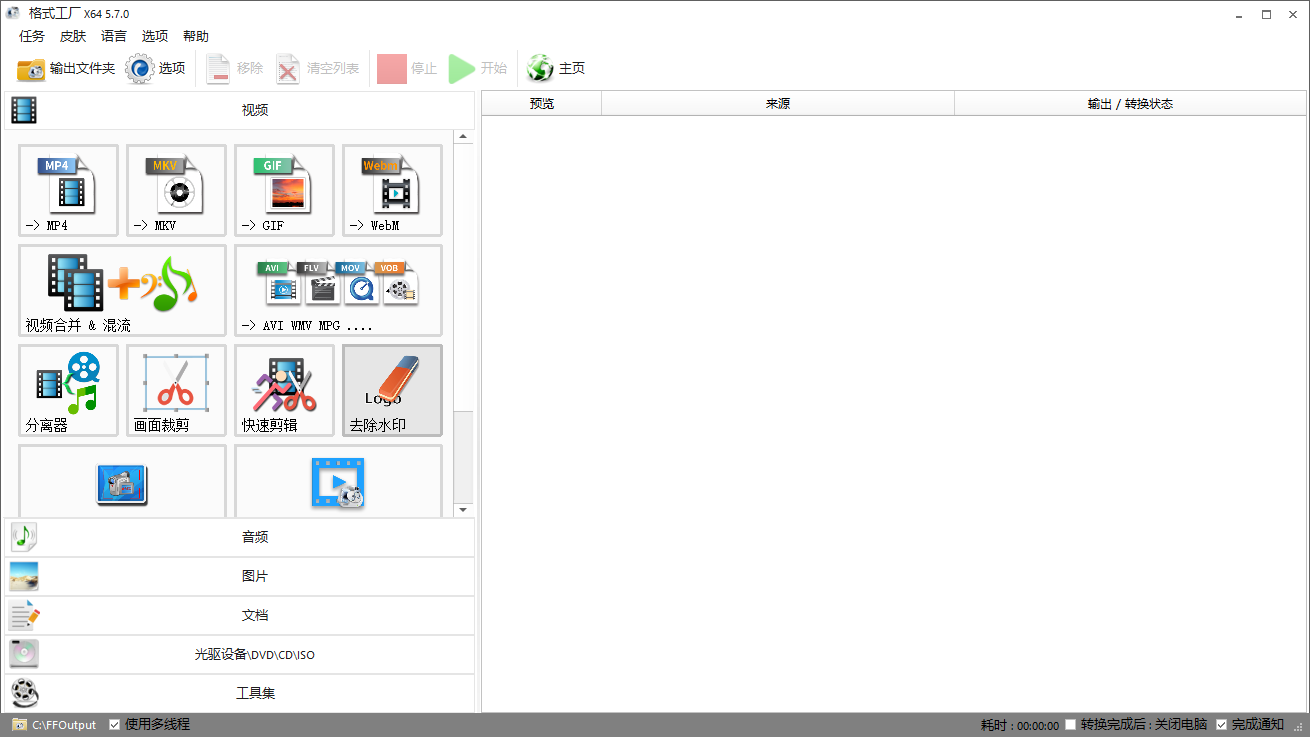 格式工厂 X64 5.7.0
任务 皮肤 语言 选项 帮助
输出文件夹 选项 移除 清空列表 停止 开始 主页
视频
预览 来源 输出 / 转换状态
MP4 MKV GIF WebM
-> MP4 -> MKV -> GIF -> WebM
AVI FLV MOV VOB
视频合并 & 混流 -> AVI WMV MPG ....
Logo
分离器 画面裁剪 快速剪辑 去除水印
音频
图片
文档
光驱设备\DVD\CD\ISO
工具集
C:\FFOutput 使用多线程 耗时 : 00:00:00 转换完成后 : 关闭电脑 完成通知